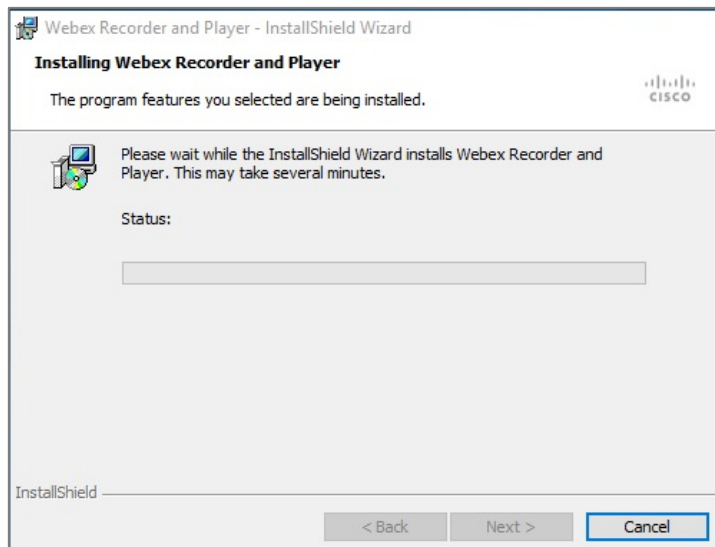 Webex Recorder and Player - InstallShield Wizard
Installing Webex Recorder and Player
The program features you selected are being installed.
CISCO
Please wait while the InstallShield Wizard installs Webex Recorder and
Player. This may take several minutes.
Status:
InstallShield
< Back
Next >
Cancel